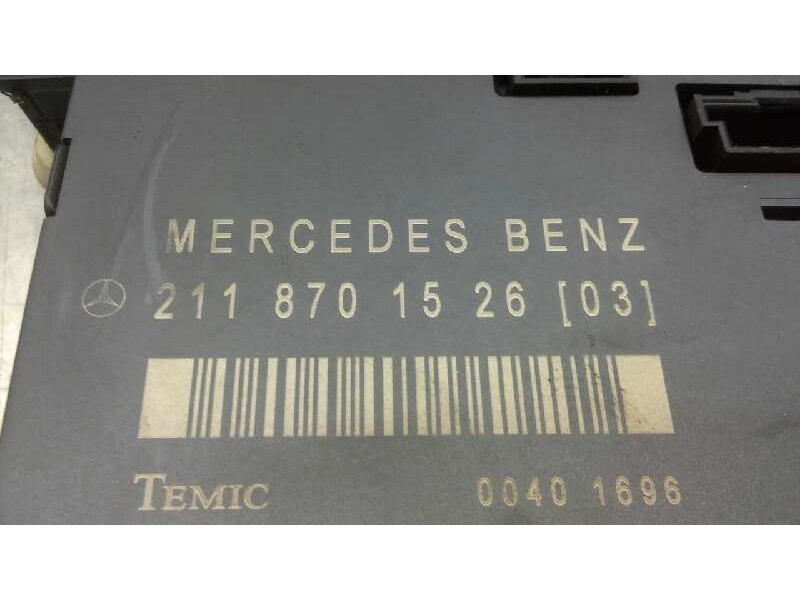 MERCEDES BENZ
211 870 15 26 [03]
TEMIC 0040 1696